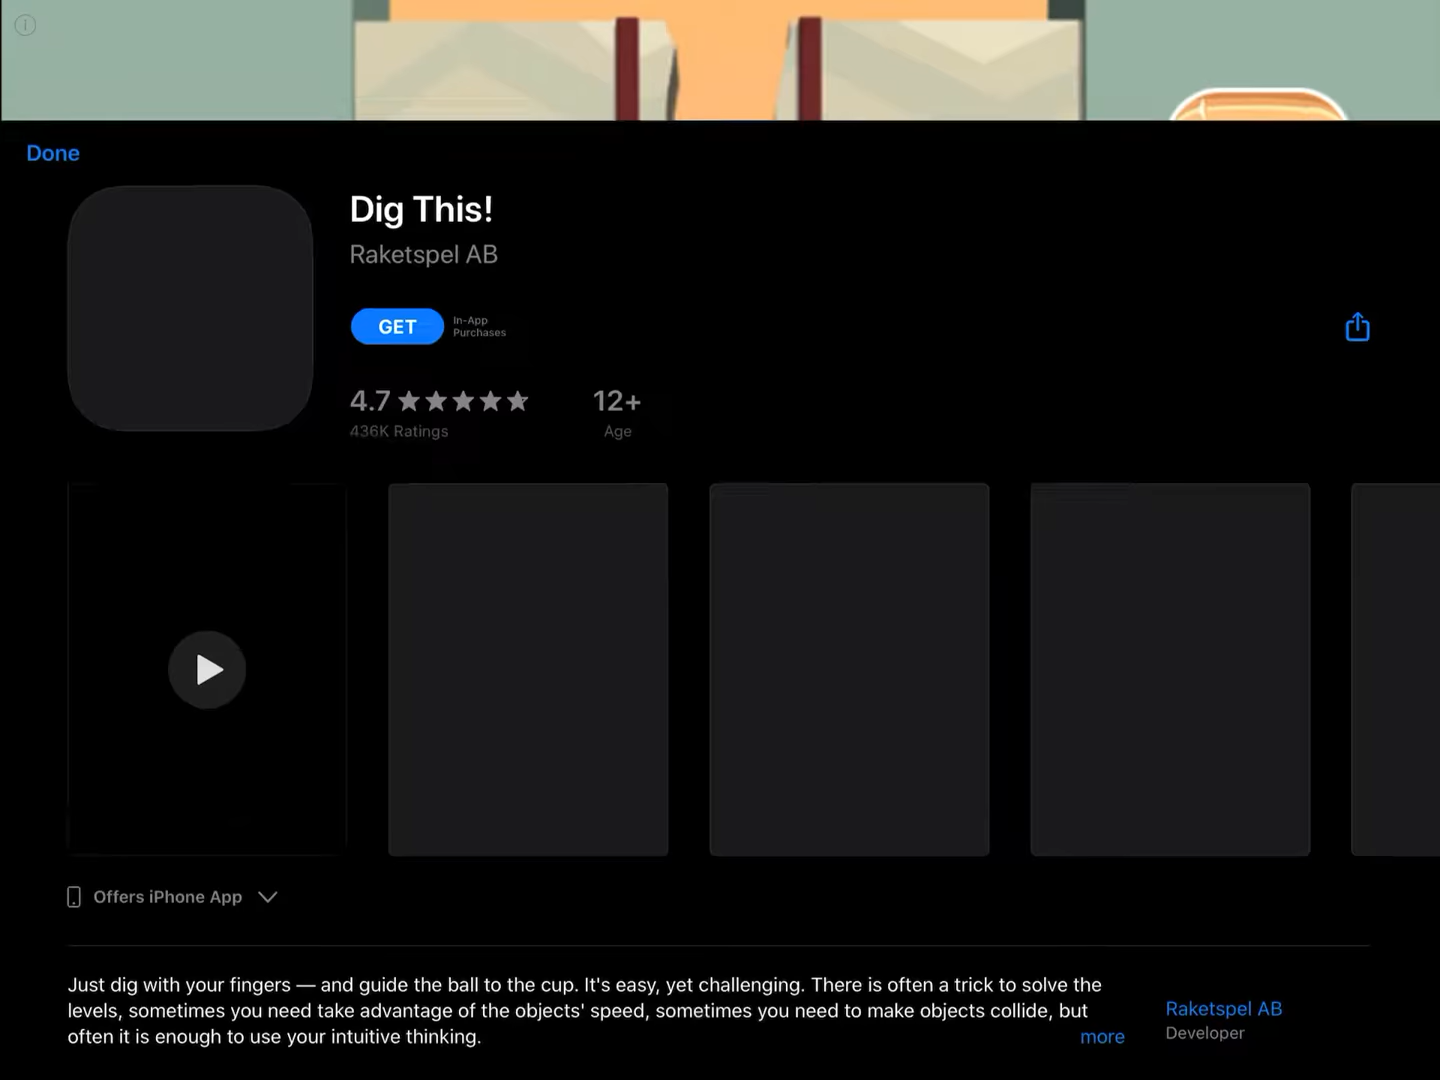 Done
Dig This!
Raketspel AB
GET
In-App
Purchases
4.7
436K Ratings
12+
Age
Offers iPhone App
Just dig with your fingers — and guide the ball to the cup. It's easy, yet challenging. There is often a trick to solve the
levels, sometimes you need take advantage of the objects' speed, sometimes you need to make objects collide, but
often it is enough to use your intuitive thinking.
more
Raketspel AB
Developer